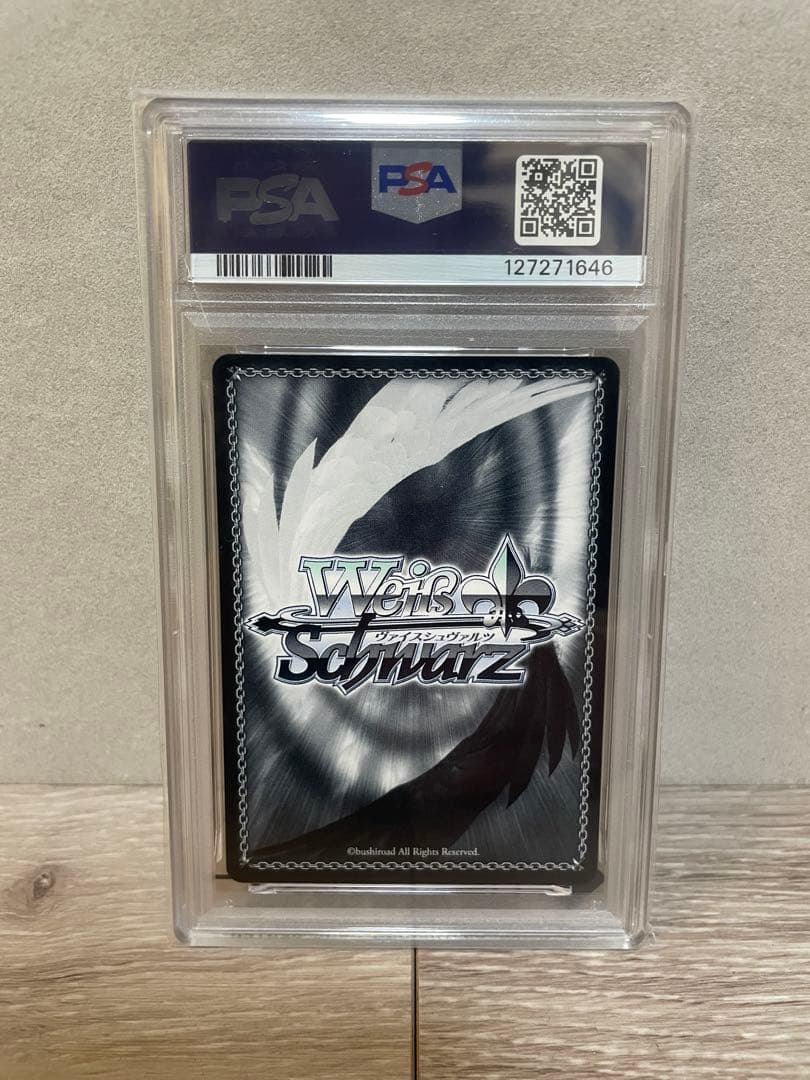 PSA
PSA
127271646
Weiß
ヴァイスシュヴァルツ
Schwarz
©bushiroad All Rights Reserved.